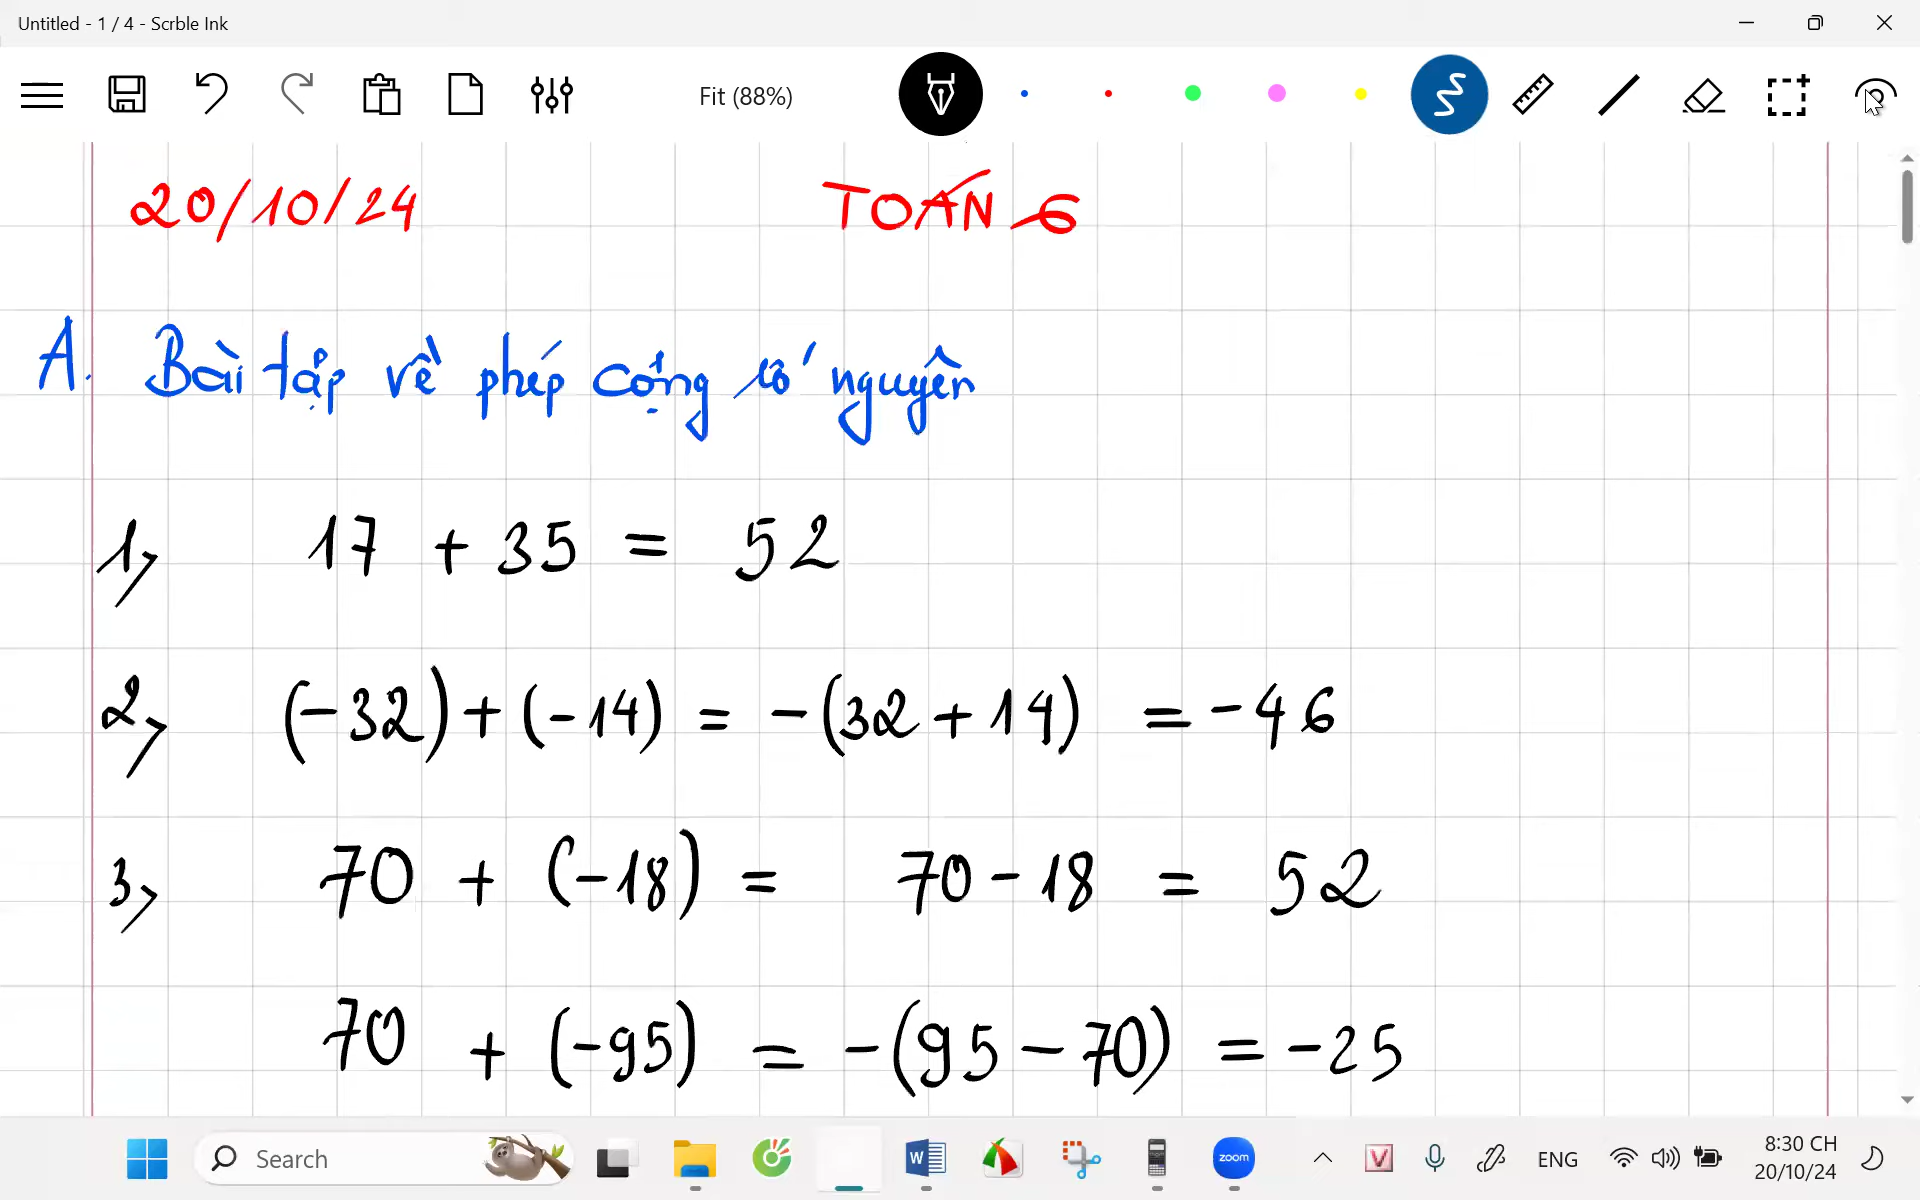 Untitled - 1 / 4 - Scrble Ink
Fit (88%)
20/10/24 TOÁN 6
A. Bài tập về phép cộng số nguyên
1, 17 + 35 = 52
2, (-32) + (-14) = -(32 + 14) = -46
3, 70 + (-18) = 70 - 18 = 52
70 + (-95) = -(95 - 70) = -25
Search W zoom V ENG 8:30 CH
20/10/24